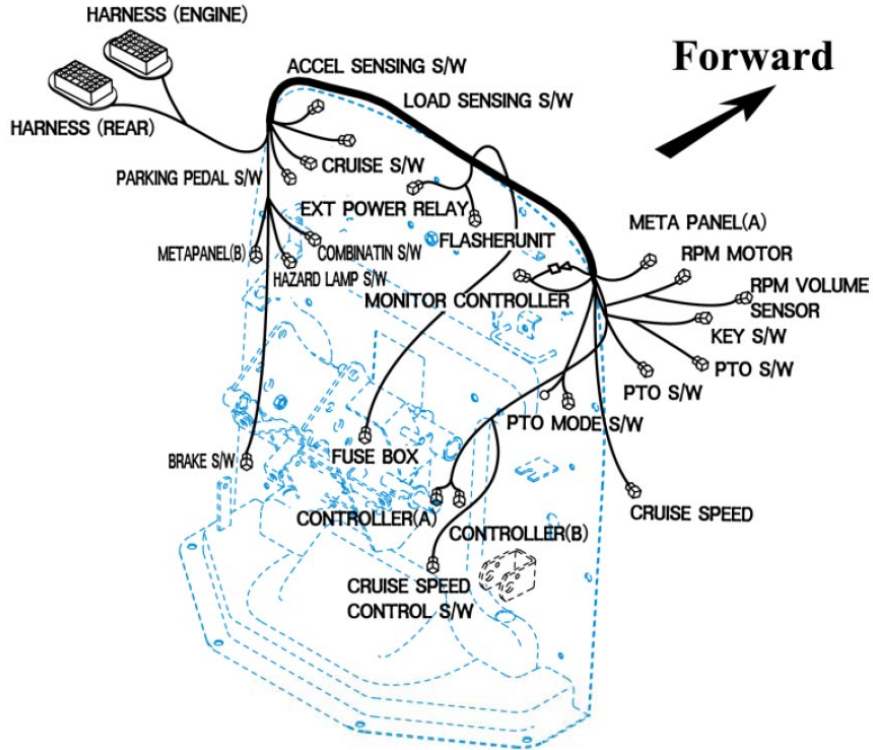 HARNESS (ENGINE)
HARNESS (REAR)
ACCEL SENSING S/W
LOAD SENSING S/W
Forward
CRUISE S/W
PARKING PEDAL S/W
EXT POWER RELAY
FLASHERUNIT
META PANEL(A)
RPM MOTOR
METAPANEL(B)
COMBINATIN S/W
HAZARD LAMP S/W
MONITOR CONTROLLER
RPM VOLUME
SENSOR
KEY S/W
PTO S/W
PTO S/W
PTO MODE S/W
BRAKE S/W
FUSE BOX
CRUISE SPEED
CONTROLLER(A)
CONTROLLER(B)
CRUISE SPEED
CONTROL S/W